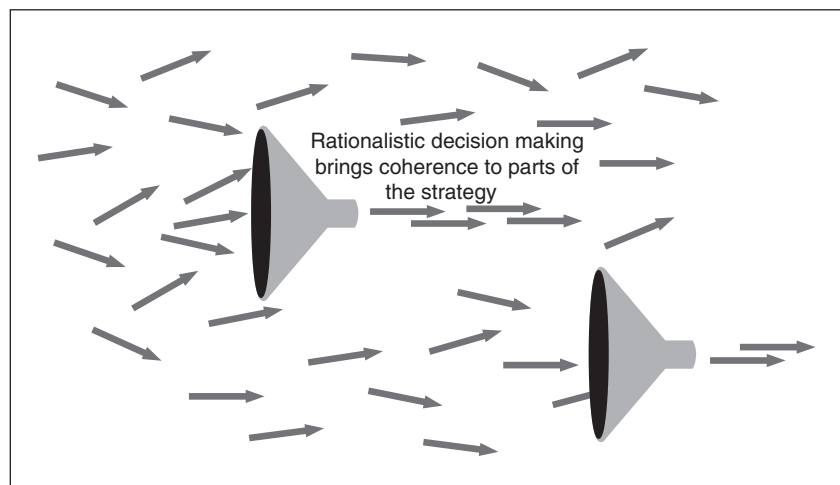 Rationalistic decision making
brings coherence to parts of
the strategy